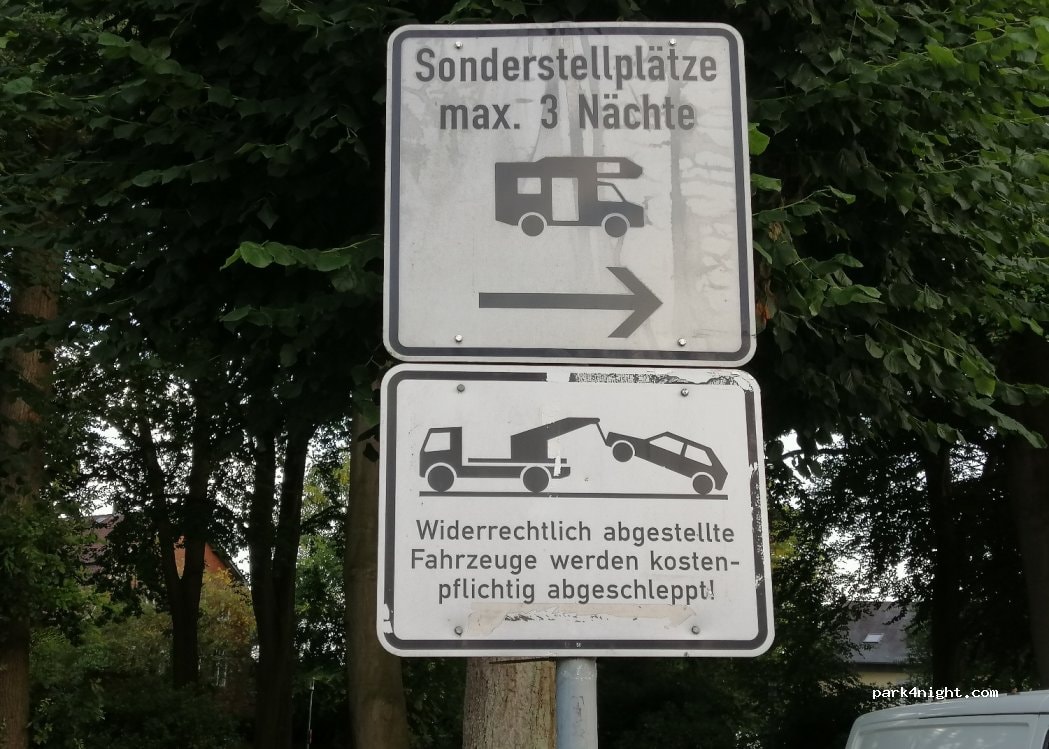 Sonderstellplätze
max. 3 Nächte
Widerrechtlich abgestellte
Fahrzeuge werden kosten-
pflichtig abgeschleppt!
park4night.com